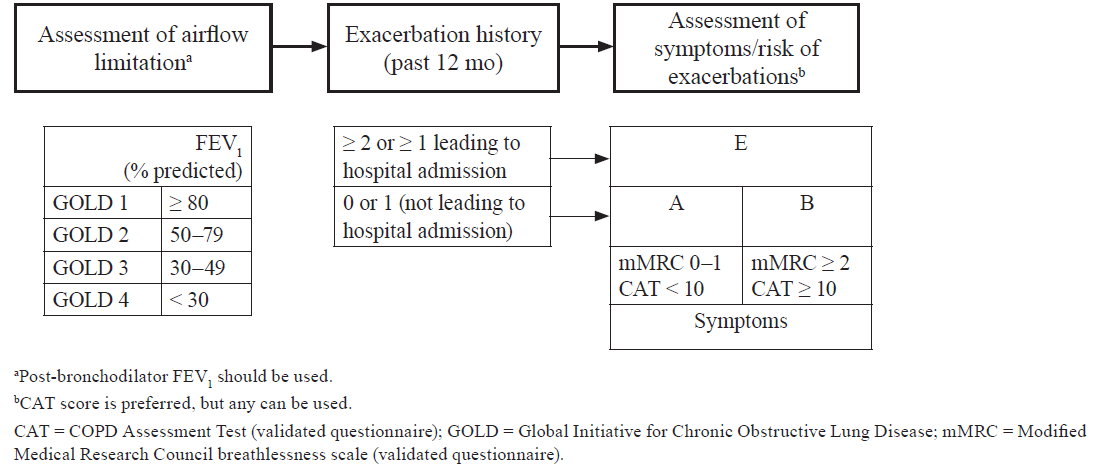 Assessment of airflow
limitationᵃ
Exacerbation history
(past 12 mo)
Assessment of
symptoms/risk of
exacerbationsᵇ
FEV₁
(% predicted)
GOLD 1 ≥ 80
GOLD 2 50–79
GOLD 3 30–49
GOLD 4 < 30
≥ 2 or ≥ 1 leading to
hospital admission
0 or 1 (not leading to
hospital admission)
E
A B
mMRC 0–1 mMRC ≥ 2
CAT < 10 CAT ≥ 10
Symptoms
ᵃPost-bronchodilator FEV₁ should be used.
ᵇCAT score is preferred, but any can be used.
CAT = COPD Assessment Test (validated questionnaire); GOLD = Global Initiative for Chronic Obstructive Lung Disease; mMRC = Modified
Medical Research Council breathlessness scale (validated questionnaire).